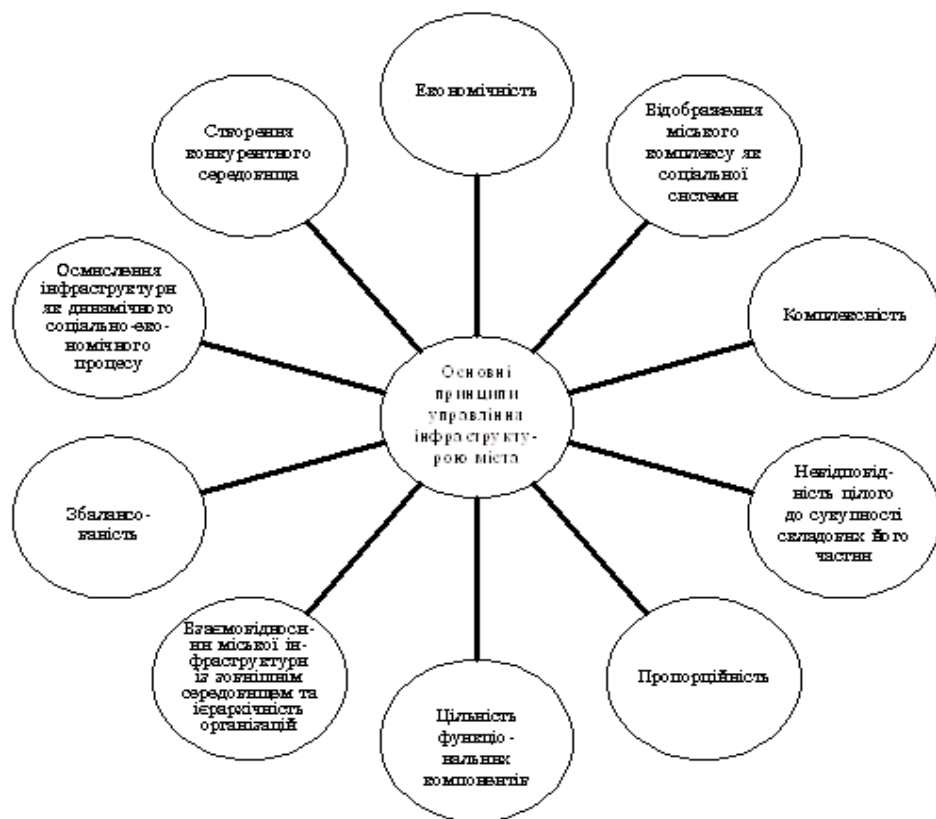 Економічність
Створення
конкурентного
середовища
Відображення
міського
комплексу як
соціальної
системи
Осмислення
інфраструктури
як динамічного
соціально-еко-
номічного
процесу
Комплексність
Основні
принципи
управління
інфраструкту-
рою міста
Збалансо-
ваність
Невідповід-
ність цілого
до сукупності
складових його
частин
Взаємовідноси-
ни міської ін-
фраструктури
із зовнішнім
середовищем та
ієрархічність
організацій
Пропорційність
Цільність
функціо-
нальних
компонентів